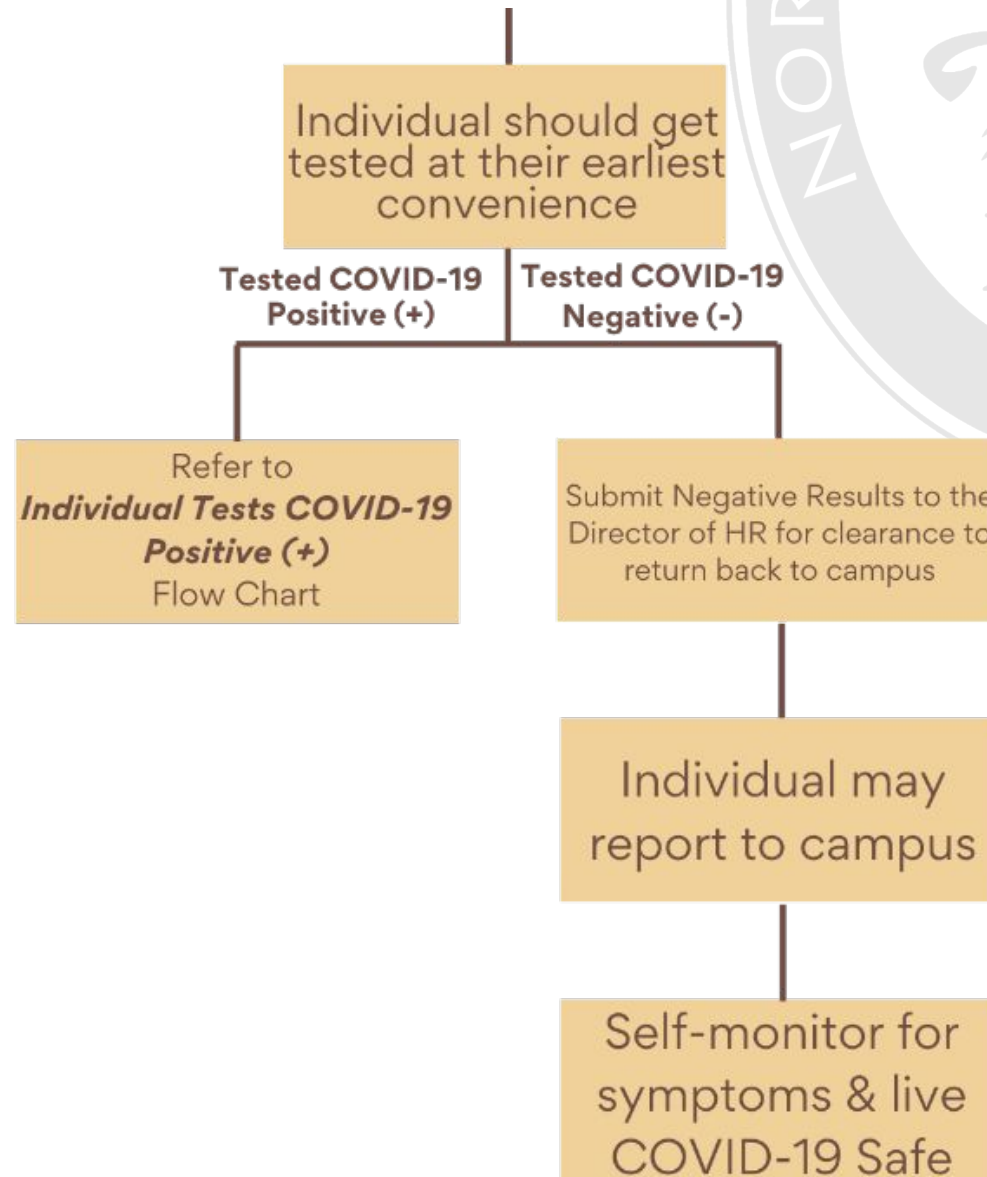 Individual should get
tested at their earliest
convenience
Tested COVID-19
Positive (+)
Tested COVID-19
Negative (-)
Refer to
Individual Tests COVID-19
Positive (+)
Flow Chart
Submit Negative Results to the
Director of HR for clearance to
return back to campus
Individual may
report to campus
Self-monitor for
symptoms & live
COVID-19 Safe
NOR